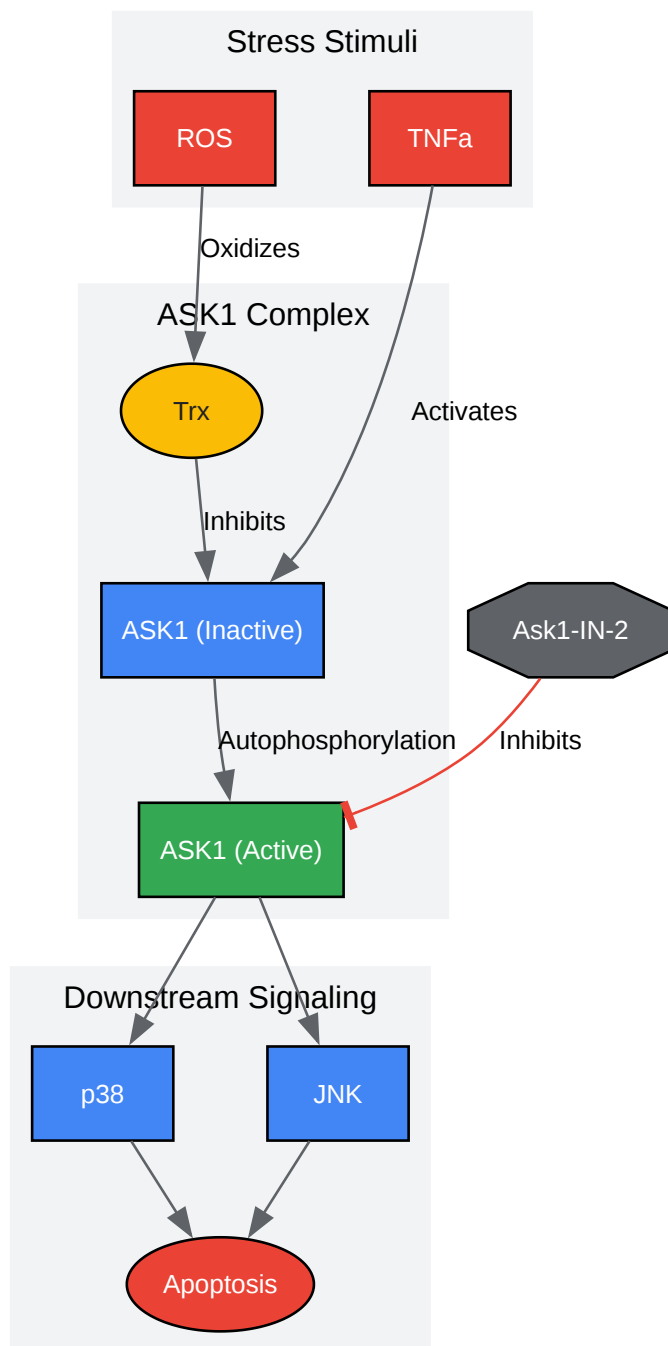 Stress Stimuli
ROS
TNFa
Oxidizes
ASK1 Complex
Trx
Activates
Inhibits
ASK1 (Inactive)
Ask1-IN-2
Autophosphorylation
Inhibits
ASK1 (Active)
Downstream Signaling
p38
JNK
Apoptosis